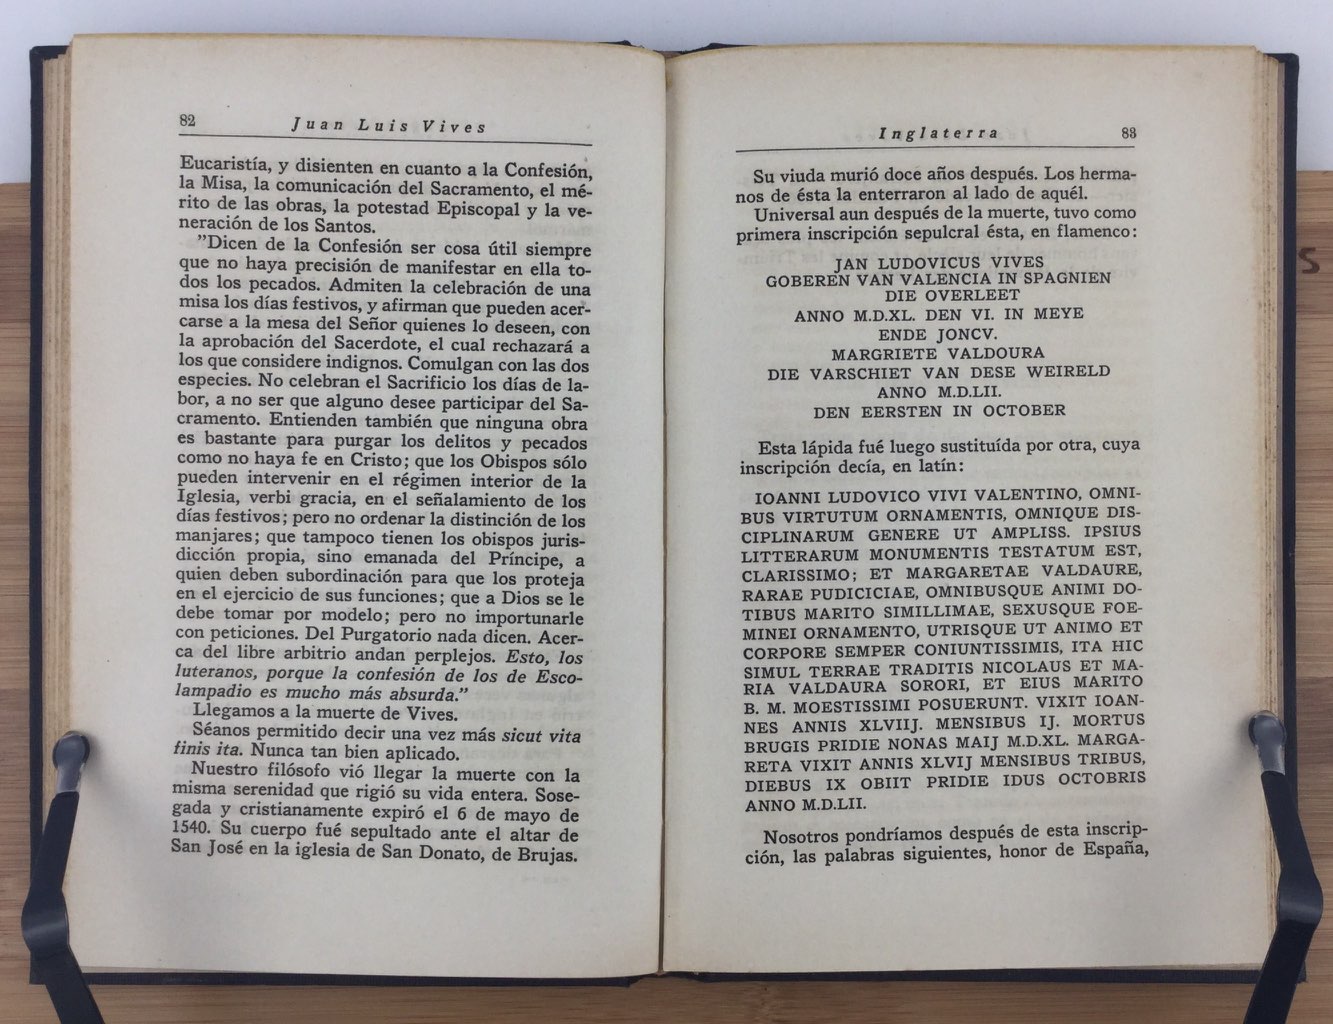 82
Juan Luis Vives
Eucaristía, y disienten en cuanto a la Confesión,
la Misa, la comunicación del Sacramento, el mé-
rito de las obras, la potestad Episcopal y la ve-
neración de los Santos.
”Dicen de la Confesión ser cosa útil siempre
que no haya precisión de manifestar en ella to-
dos los pecados. Admiten la celebración de una
misa los días festivos, y afirman que pueden acer-
carse a la mesa del Señor quienes lo deseen, con
la aprobación del Sacerdote, el cual rechazará a
los que considere indignos. Comulgan con las dos
especies. No celebran el Sacrificio los días de la-
bor, a no ser que alguno desee participar del Sa-
cramento. Entienden también que ninguna obra
es bastante para purgar los delitos y pecados
como no haya fe en Cristo; que los Obispos sólo
pueden intervenir en el régimen interior de la
Iglesia, verbi gracia, en el señalamiento de los
días festivos; pero no ordenar la distinción de los
manjares; que tampoco tienen los obispos juris-
dicción propia, sino emanada del Príncipe, a
quien deben subordinación para que los proteja
en el ejercicio de sus funciones; que a Dios se le
debe tomar por modelo; pero no importunarle
con peticiones. Del Purgatorio nada dicen. Acer-
ca del libre arbitrio andan perplejos. Esto, los
luteranos, porque la confesión de los de Esco-
lampadio es mucho más absurda.”
Llegamos a la muerte de Vives.
Séanos permitido decir una vez más sicut vita
finis ita. Nunca tan bien aplicado.
Nuestro filósofo vió llegar la muerte con la
misma serenidad que rigió su vida entera. Sose-
gada y cristianamente expiró el 6 de mayo de
1540. Su cuerpo fué sepultado ante el altar de
San José en la iglesia de San Donato, de Brujas.
Inglaterra
83
Su viuda murió doce años después. Los herma-
nos de ésta la enterraron al lado de aquél.
Universal aun después de la muerte, tuvo como
primera inscripción sepulcral ésta, en flamenco:
JAN LUDOVICUS VIVES
GOBEREN VAN VALENCIA IN SPAGNIEN
DIE OVERLEET
ANNO M.D.XL. DEN VI. IN MEYE
ENDE JONCV.
MARGRIETE VALDOURA
DIE VARSCHIET VAN DESE WEIRELD
ANNO M.D.LII.
DEN EERSTEN IN OCTOBER
Esta lápida fué luego sustituída por otra, cuya
inscripción decía, en latín:
IOANNI LUDOVICO VIVI VALENTINO, OMNI-
BUS VIRTUTUM ORNAMENTIS, OMNIQUE DIS-
CIPLINARUM GENERE UT AMPLISS. IPSIUS
LITTERARUM MONUMENTIS TESTATUM EST,
CLARISSIMO; ET MARGARETAE VALDAURE,
RARAE PUDICICIAE, OMNIBUSQUE ANIMI DO-
TIBUS MARITO SIMILLIMAE, SEXUSQUE FOE-
MINEI ORNAMENTO, UTRISQUE UT ANIMO ET
CORPORE SEMPER CONIUNTISSIMIS, ITA HIC
SIMUL TERRAE TRADITIS NICOLAUS ET MA-
RIA VALDAURA SORORI, ET EIUS MARITO
B. M. MOESTISSIMI POSUERUNT. VIXIT IOAN-
NES ANNIS XLVIIJ. MENSIBUS IJ. MORTUS
BRUGIS PRIDIE NONAS MAIJ M.D.XL. MARGA-
RETA VIXIT ANNIS XLVIJ MENSIBUS TRIBUS,
DIEBUS IX OBIIT PRIDIE IDUS OCTOBRIS
ANNO M.D.LII.
Nosotros pondríamos después de esta inscrip-
ción, las palabras siguientes, honor de España,